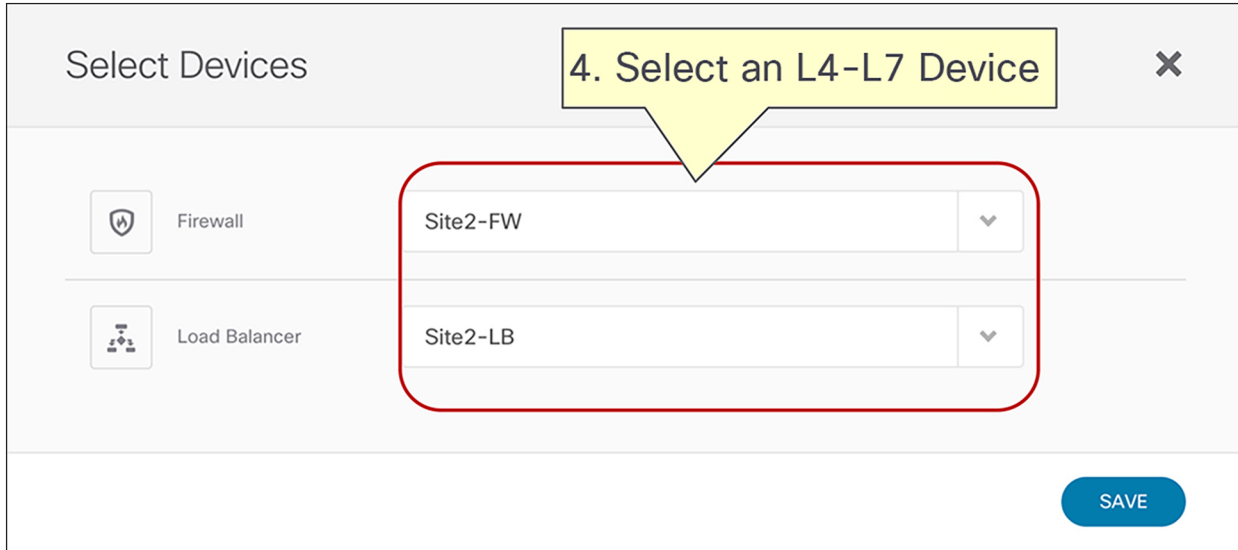 Select Devices
4. Select an L4-L7 Device
Firewall
Site2-FW
Load Balancer
Site2-LB
SAVE